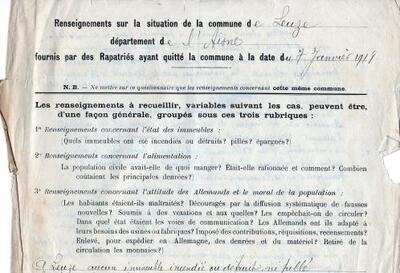 Renseignements sur la situation de la commune de Leuze
département de l'Aisne
fournis par des Rapatriés ayant quitté la commune à la date du 7 Janvier 191
N. B. – Ne mettre sur ce questionnaire que les renseignements concernant cette même commune.
Les renseignements à recueillir, variables suivant les cas, peuvent être,
d'une façon générale, groupés sous ces trois rubriques :
1° Renseignements concernant l'état des immeubles :
(Quels immeubles ont été incendiés ou détruits? pillés? épargnés?)
2° Renseignements concernant l'alimentation :
La population civile avait-elle de quoi manger? Était-elle rationnée et comment? Combien
coûtaient les principales denrées?)
3° Renseignements concernant l'attitude des Allemands et le moral de la population :
(Les habitants étaient-ils maltraités? Découragés par la diffusion systématique de fausses
nouvelles? Soumis à des vexations et aux quelles? Les empêchait-on de circuler?
Dans quel état étaient les voies de communication? Les Allemands ont-ils adapté à
leurs besoins des usines ou fabriques? Imposé des contributions, réquisitions, recensements?
Enlevé, pour expédier en Allemagne, des denrées et du matériel? Retiré de la
circulation les monnaies?)
A Leuze aucun immeuble incendié ou détruit ni pillé